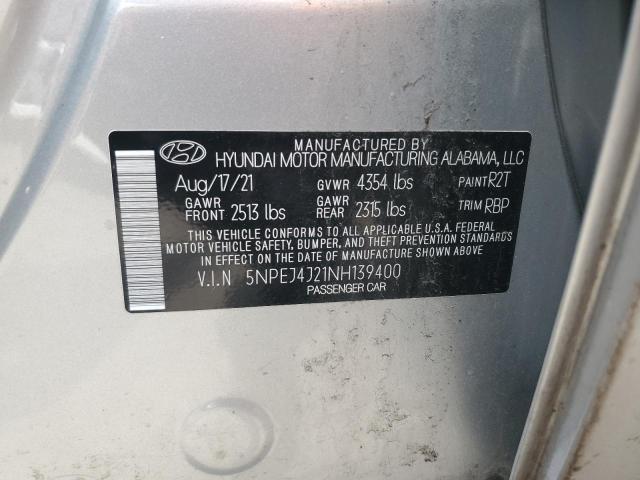 MANUFACTURED BY
HYUNDAI MOTOR MANUFACTURING ALABAMA, LLC
Aug/17/21 GVWR 4354 lbs PAINT R2T
GAWR FRONT 2513 lbs GAWR REAR 2315 lbs TRIM RBP
THIS VEHICLE CONFORMS TO ALL APPLICABLE U.S.A. FEDERAL
MOTOR VEHICLE SAFETY, BUMPER, AND THEFT PREVENTION STANDARDS
IN EFFECT ON THE DATE OF MANUFACTURE SHOWN ABOVE
V.I.N 5NPEJ4J21NH139400
PASSENGER CAR